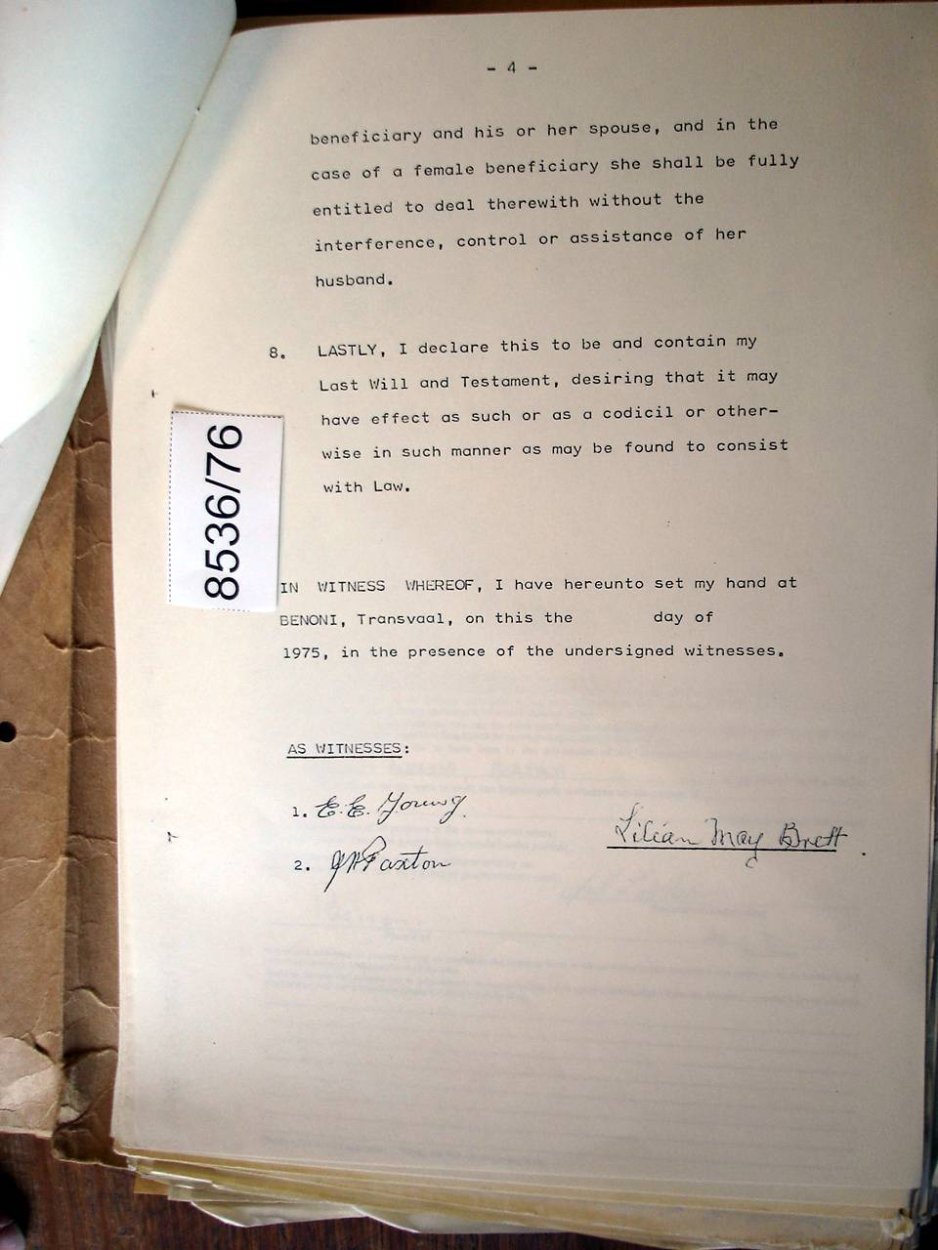 - 4 -
beneficiary and his or her spouse, and in the
case of a female beneficiary she shall be fully
entitled to deal therewith without the
interference, control or assistance of her
husband.
8. LASTLY, I declare this to be and contain my
Last Will and Testament, desiring that it may
have effect as such or as a codicil or other-
wise in such manner as may be found to consist
with Law.
8536/76
IN WITNESS WHEREOF, I have hereunto set my hand at
BENONI, Transvaal, on this the day of
1975, in the presence of the undersigned witnesses.
AS WITNESSES:
1. E.E. Young.
Lilian May Brett
2. Paxton